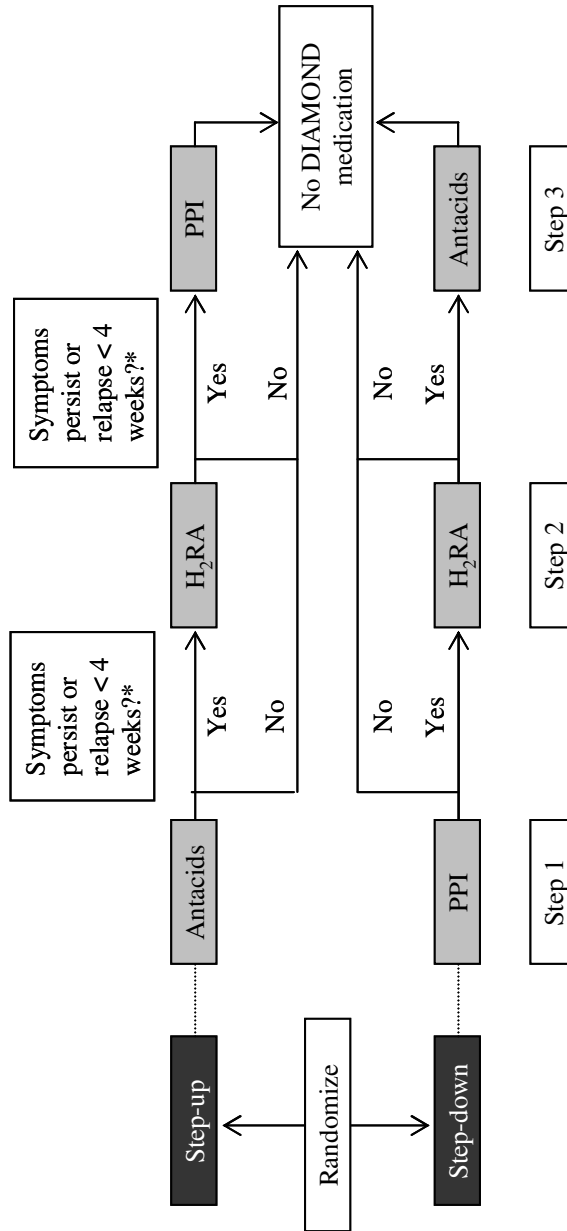 Symptoms
persist or
relapse < 4
weeks?*
Symptoms
persist or
relapse < 4
weeks?*
Step-up
Antacids
Yes
H₂RA
Yes
PPI
No
No
Randomize
No DIAMOND
medication
No
No
Step-down
PPI
Yes
H₂RA
Yes
Antacids
Step 1
Step 2
Step 3